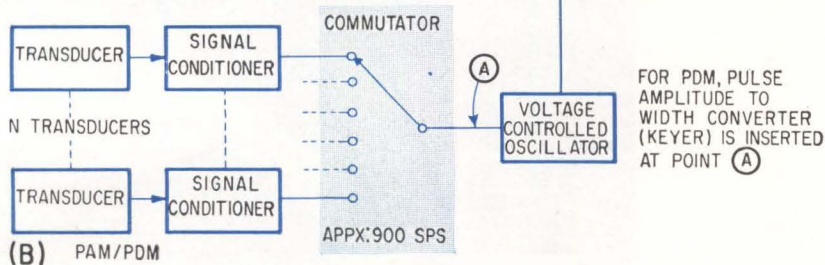 COMMUTATOR
TRANSDUCER
SIGNAL
CONDITIONER
A
N TRANSDUCERS
VOLTAGE
CONTROLLED
OSCILLATOR
FOR PDM, PULSE
AMPLITUDE TO
WIDTH CONVERTER
(KEYER) IS INSERTED
AT POINT A
TRANSDUCER
SIGNAL
CONDITIONER
APPX: 900 SPS
(B) PAM/PDM